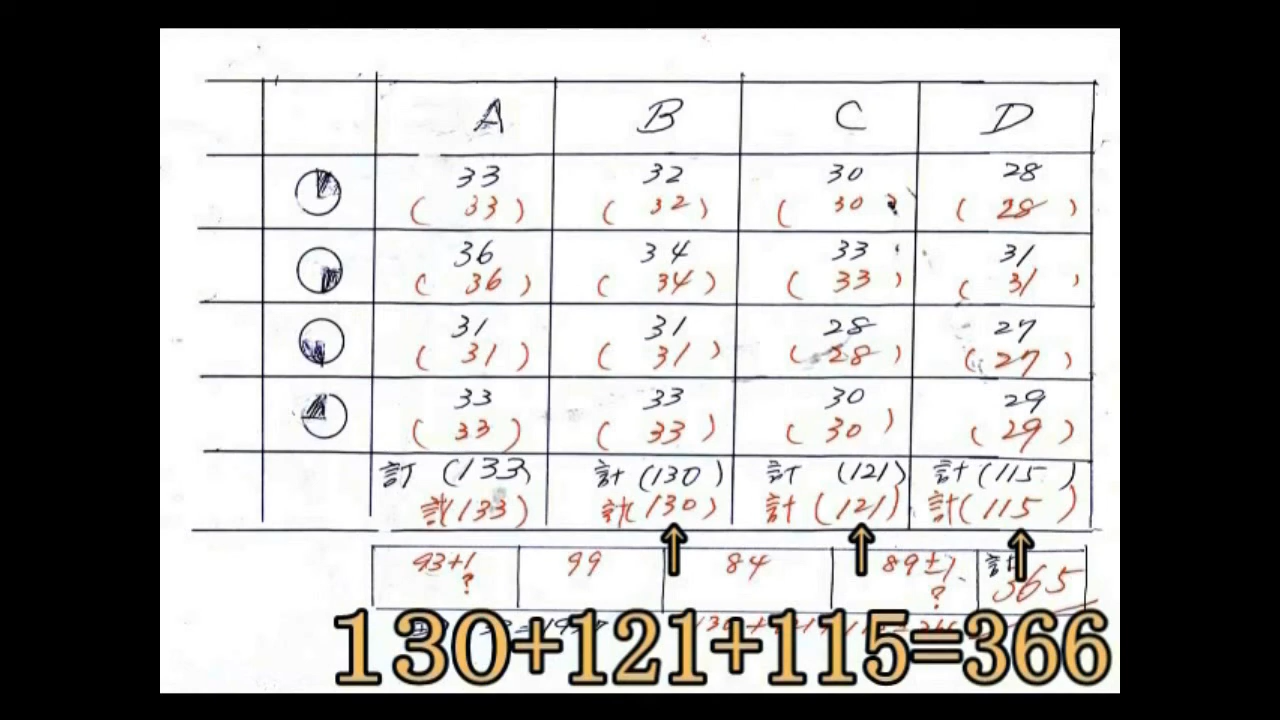 A B C D
33 32 30 28
(33) (32) (30) (28)
36 34 33 31
(36) (34) (33) (31)
31 31 28 27
(31) (31) (28) (27)
33 33 30 29
(33) (33) (30) (29)
計 (133) 計 (130) 計 (121) 計 (115)
計 (133) 計 (130) 計 (121) 計 (115)
93+1 99 84 89±1 計
? ? 365
130+121+115=366